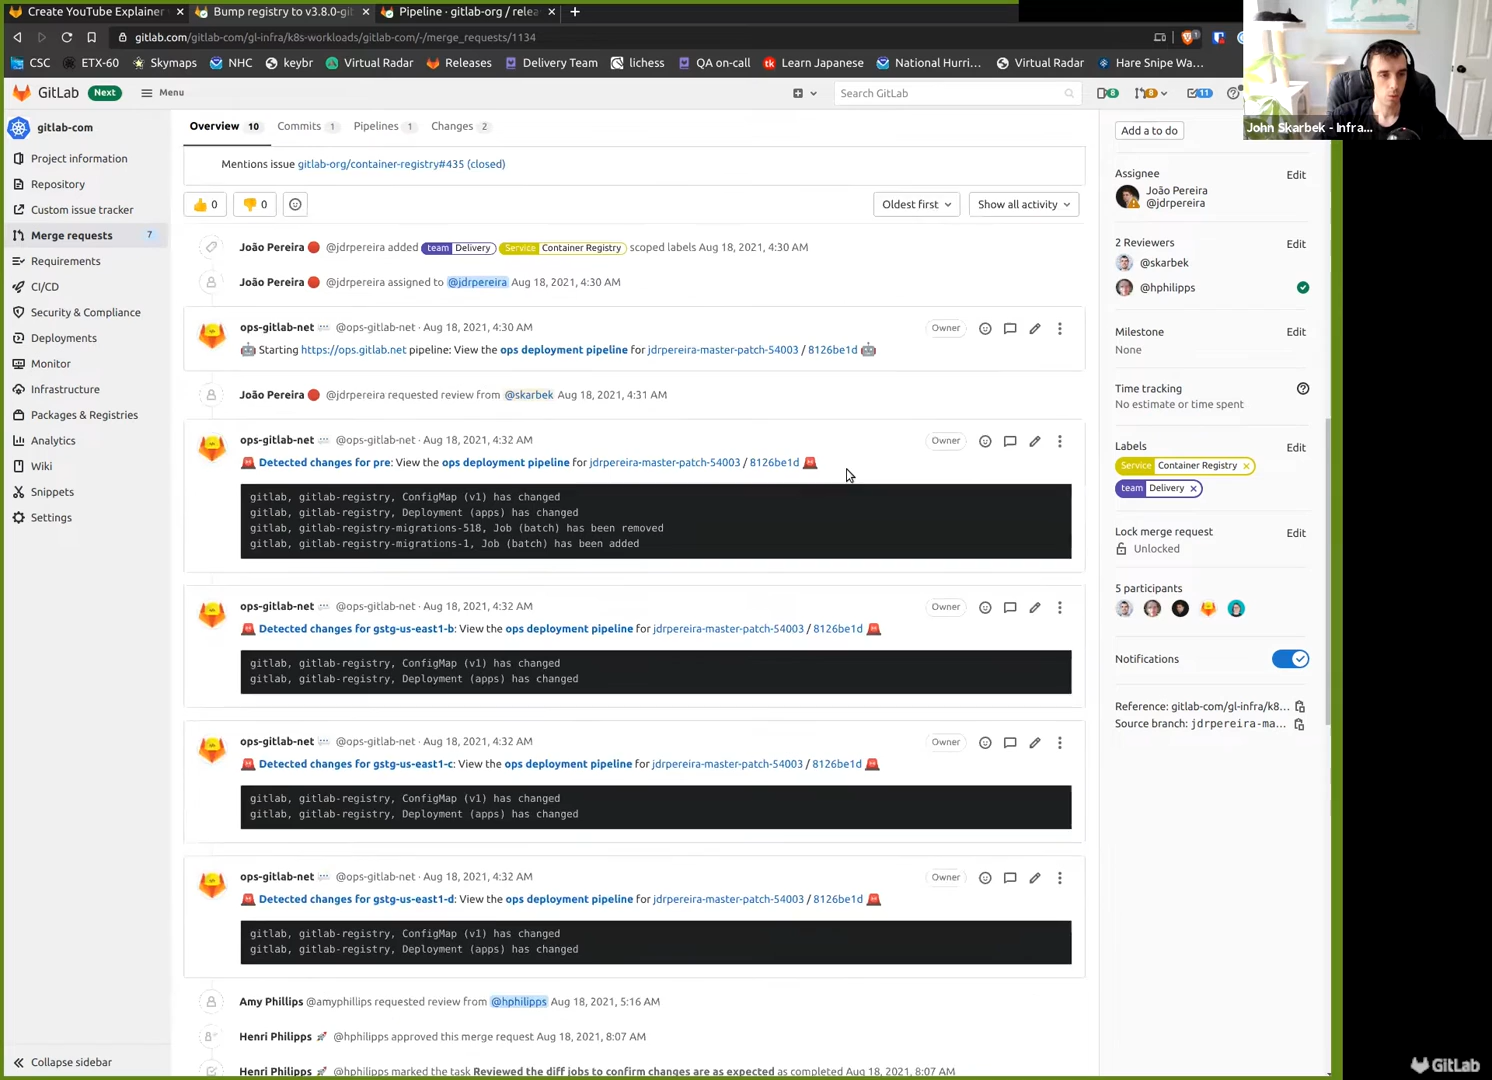 Create YouTube Explainer
Bump registry to v3.8.0-git
Pipeline · gitlab-org / relea
gitlab.com/gitlab-com/gl-infra/k8s-workloads/gitlab-com/-/merge_requests/1134
CSC
ETX-60
Skymaps
NHC
keybr
Virtual Radar
Releases
Delivery Team
lichess
QA on-call
Learn Japanese
National Hurri...
Virtual Radar
Hare Snipe Wa...
GitLab
Next
Menu
Search GitLab
8
8
11
John Skarbek - Infra...
gitlab-com
Project information
Repository
Custom issue tracker
Merge requests 7
Requirements
CI/CD
Security & Compliance
Deployments
Monitor
Infrastructure
Packages & Registries
Analytics
Wiki
Snippets
Settings
Collapse sidebar
Overview 10
Commits 1
Pipelines 1
Changes 2
Mentions issue gitlab-org/container-registry#435 (closed)
0
0
Oldest first
Show all activity
João Pereira @jdrpereira added team Delivery Service Container Registry scoped labels Aug 18, 2021, 4:30 AM
João Pereira @jdrpereira assigned to @jdrpereira Aug 18, 2021, 4:30 AM
ops-gitlab-net @ops-gitlab-net · Aug 18, 2021, 4:30 AM
Owner
Starting https://ops.gitlab.net pipeline: View the ops deployment pipeline for jdrpereira-master-patch-54003 / 8126be1d
João Pereira @jdrpereira requested review from @skarbek Aug 18, 2021, 4:31 AM
ops-gitlab-net @ops-gitlab-net · Aug 18, 2021, 4:32 AM
Owner
Detected changes for pre: View the ops deployment pipeline for jdrpereira-master-patch-54003 / 8126be1d
gitlab, gitlab-registry, ConfigMap (v1) has changed
gitlab, gitlab-registry, Deployment (apps) has changed
gitlab, gitlab-registry-migrations-518, Job (batch) has been removed
gitlab, gitlab-registry-migrations-1, Job (batch) has been added
ops-gitlab-net @ops-gitlab-net · Aug 18, 2021, 4:32 AM
Owner
Detected changes for gstg-us-east1-b: View the ops deployment pipeline for jdrpereira-master-patch-54003 / 8126be1d
gitlab, gitlab-registry, ConfigMap (v1) has changed
gitlab, gitlab-registry, Deployment (apps) has changed
ops-gitlab-net @ops-gitlab-net · Aug 18, 2021, 4:32 AM
Owner
Detected changes for gstg-us-east1-c: View the ops deployment pipeline for jdrpereira-master-patch-54003 / 8126be1d
gitlab, gitlab-registry, ConfigMap (v1) has changed
gitlab, gitlab-registry, Deployment (apps) has changed
ops-gitlab-net @ops-gitlab-net · Aug 18, 2021, 4:32 AM
Owner
Detected changes for gstg-us-east1-d: View the ops deployment pipeline for jdrpereira-master-patch-54003 / 8126be1d
gitlab, gitlab-registry, ConfigMap (v1) has changed
gitlab, gitlab-registry, Deployment (apps) has changed
Amy Phillips @amyphillips requested review from @hphilipps Aug 18, 2021, 5:16 AM
Henri Philipps @hphilipps approved this merge request Aug 18, 2021, 8:07 AM
Henri Philipps @hphilipps marked the task Reviewed the diff jobs to confirm changes are as expected as completed Aug 18, 2021, 8:07 AM
Add a to do
Assignee
Edit
João Pereira
@jdrpereira
2 Reviewers
Edit
@skarbek
@hphilipps
Milestone
Edit
None
Time tracking
No estimate or time spent
Labels
Edit
Service Container Registry
team Delivery
Lock merge request
Edit
Unlocked
5 participants
Notifications
Reference: gitlab-com/gl-infra/k8...
Source branch: jdrpereira-ma...
GitLab